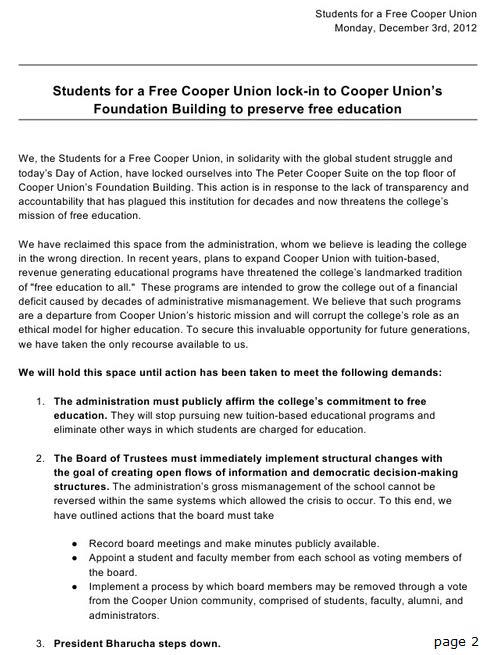 Students for a Free Cooper Union
Monday, December 3rd, 2012
Students for a Free Cooper Union lock-in to Cooper Union's
Foundation Building to preserve free education
We, the Students for a Free Cooper Union, in solidarity with the global student struggle and
today's Day of Action, have locked ourselves into The Peter Cooper Suite on the top floor of
Cooper Union's Foundation Building. This action is in response to the lack of transparency and
accountability that has plagued this institution for decades and now threatens the college's
mission of free education.
We have reclaimed this space from the administration, whom we believe is leading the college
in the wrong direction. In recent years, plans to expand Cooper Union with tuition-based,
revenue generating educational programs have threatened the college's landmarked tradition
of "free education to all." These programs are intended to grow the college out of a financial
deficit caused by decades of administrative mismanagement. We believe that such programs
are a departure from Cooper Union's historic mission and will corrupt the college's role as an
ethical model for higher education. To secure this invaluable opportunity for future generations,
we have taken the only recourse available to us.
We will hold this space until action has been taken to meet the following demands:
1. The administration must publicly affirm the college's commitment to free
education. They will stop pursuing new tuition-based educational programs and
eliminate other ways in which students are charged for education.
2. The Board of Trustees must immediately implement structural changes with
the goal of creating open flows of information and democratic decision-making
structures. The administration's gross mismanagement of the school cannot be
reversed within the same systems which allowed the crisis to occur. To this end, we
have outlined actions that the board must take
● Record board meetings and make minutes publicly available.
● Appoint a student and faculty member from each school as voting members of
the board.
● Implement a process by which board members may be removed through a vote
from the Cooper Union community, comprised of students, faculty, alumni, and
administrators.
3. President Bharucha steps down.
page 2